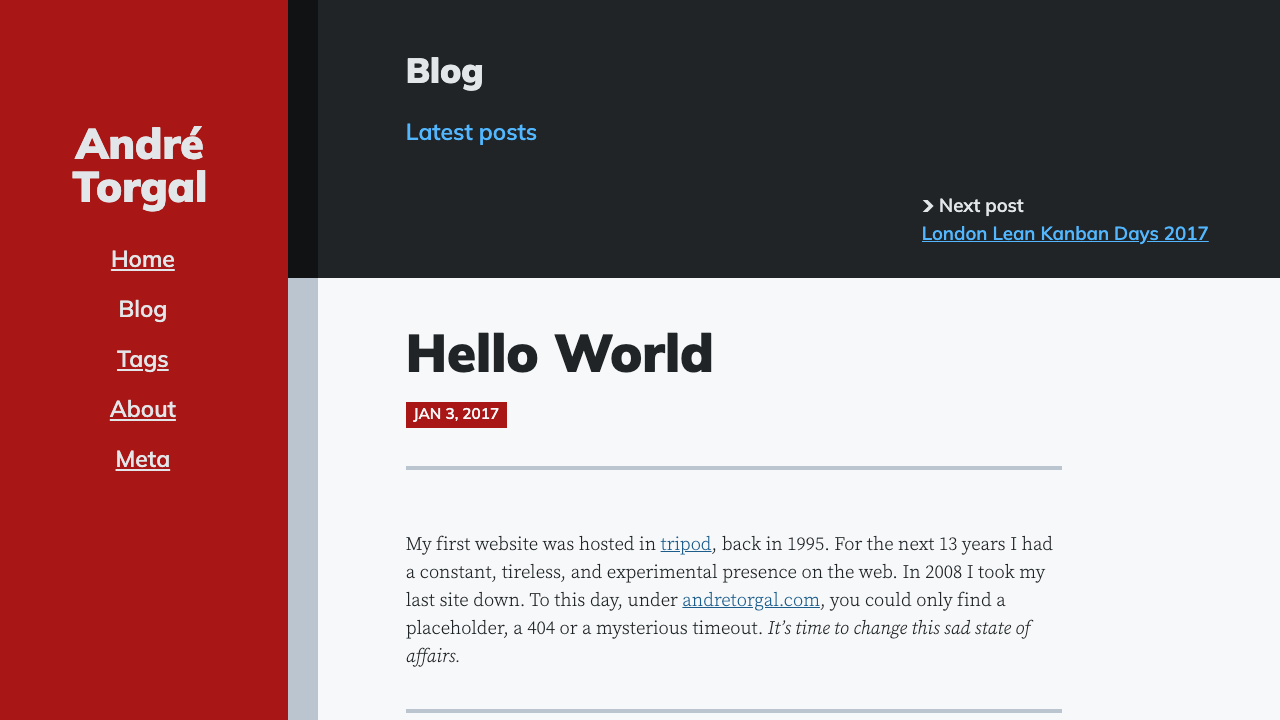 André
Torgal
Home
Blog
Tags
About
Meta
Blog
Latest posts
Next post
London Lean Kanban Days 2017
Hello World
JAN 3, 2017
My first website was hosted in tripod, back in 1995. For the next 13 years I had
a constant, tireless, and experimental presence on the web. In 2008 I took my
last site down. To this day, under andretorgal.com, you could only find a
placeholder, a 404 or a mysterious timeout. It’s time to change this sad state of
affairs.